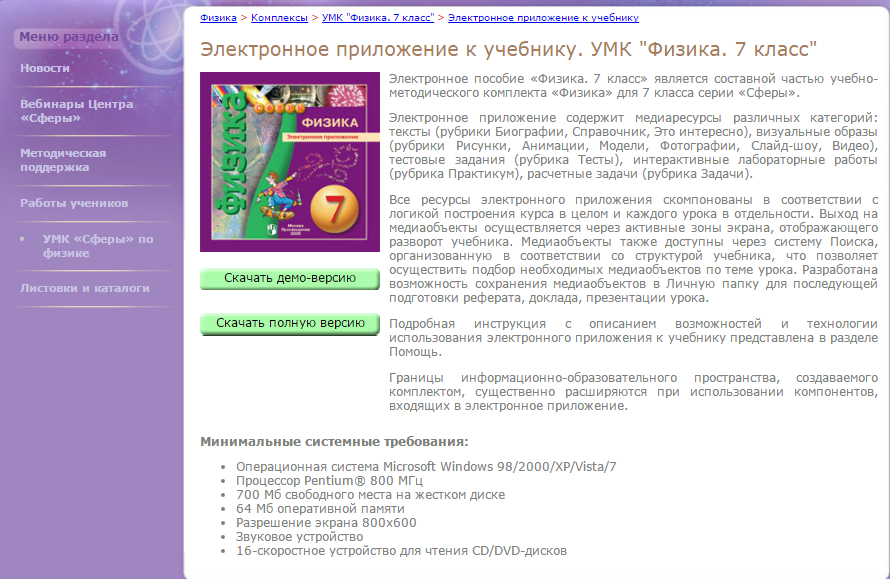 Меню раздела
Новости
Вебинары Центра
«Сферы»
Методическая
поддержка
Работы учеников
УМК «Сферы» по
физике
Листовки и каталоги
Физика > Комплексы > УМК "Физика. 7 класс" > Электронное приложение к учебнику
Электронное приложение к учебнику. УМК "Физика. 7 класс"
физика
сферы
ФИЗИКА
Электронное приложение
7
Москва
Просвещение
2009
Скачать демо-версию
Скачать полную версию
Электронное пособие «Физика. 7 класс» является составной частью учебно-
методического комплекта «Физика» для 7 класса серии «Сферы».
Электронное приложение содержит медиаресурсы различных категорий:
тексты (рубрики Биографии, Справочник, Это интересно), визуальные образы
(рубрики Рисунки, Анимации, Модели, Фотографии, Слайд-шоу, Видео),
тестовые задания (рубрика Тесты), интерактивные лабораторные работы
(рубрика Практикум), расчетные задачи (рубрика Задачи).
Все ресурсы электронного приложения скомпонованы в соответствии с
логикой построения курса в целом и каждого урока в отдельности. Выход на
медиаобъекты осуществляется через активные зоны экрана, отображающего
разворот учебника. Медиаобъекты также доступны через систему Поиска,
организованную в соответствии со структурой учебника, что позволяет
осуществить подбор необходимых медиаобъектов по теме урока. Разработана
возможность сохранения медиаобъектов в Личную папку для последующей
подготовки реферата, доклада, презентации урока.
Подробная инструкция с описанием возможностей и технологии
использования электронного приложения к учебнику представлена в разделе
Помощь.
Границы информационно-образовательного пространства, создаваемого
комплектом, существенно расширяются при использовании компонентов,
входящих в электронное приложение.
Минимальные системные требования:
Операционная система Microsoft Windows 98/2000/XP/Vista/7
Процессор Pentium® 800 МГц
700 Мб свободного места на жестком диске
64 Мб оперативной памяти
Разрешение экрана 800x600
Звуковое устройство
16-скоростное устройство для чтения CD/DVD-дисков